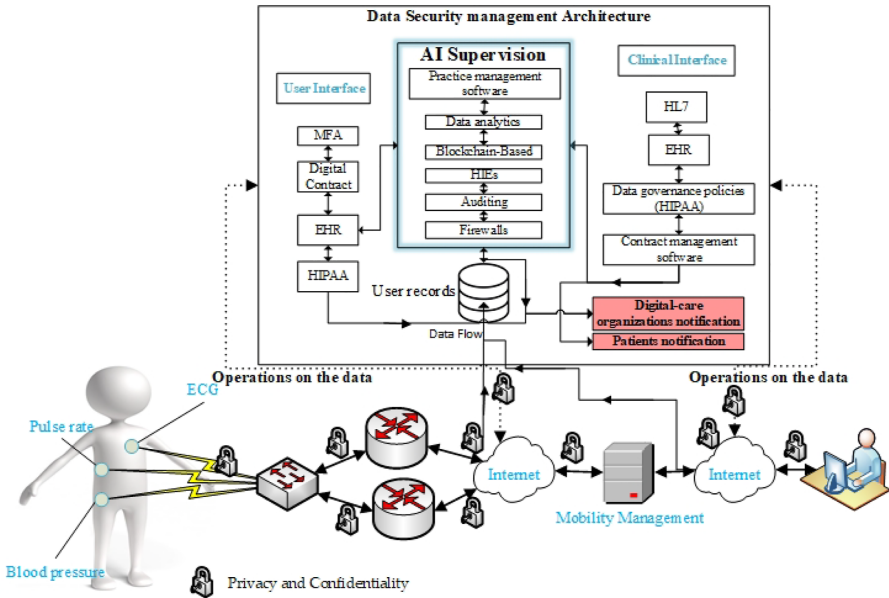 Data Security management Architecture
AI Supervision
Practice management
software
Data analytics
Blockchain-Based
HIEs
Auditing
Firewalls
User Interface
MFA
Digital
Contract
EHR
HIPAA
Clinical Interface
HL7
EHR
Data governance policies
(HIPAA)
Contract management
software
User records
Data Flow
Digital-care
organizations notification
Patients notification
Operations on the data
Operations on the data
ECG
Pulse rate
Blood pressure
Internet
Mobility Management
Internet
Privacy and Confidentiality